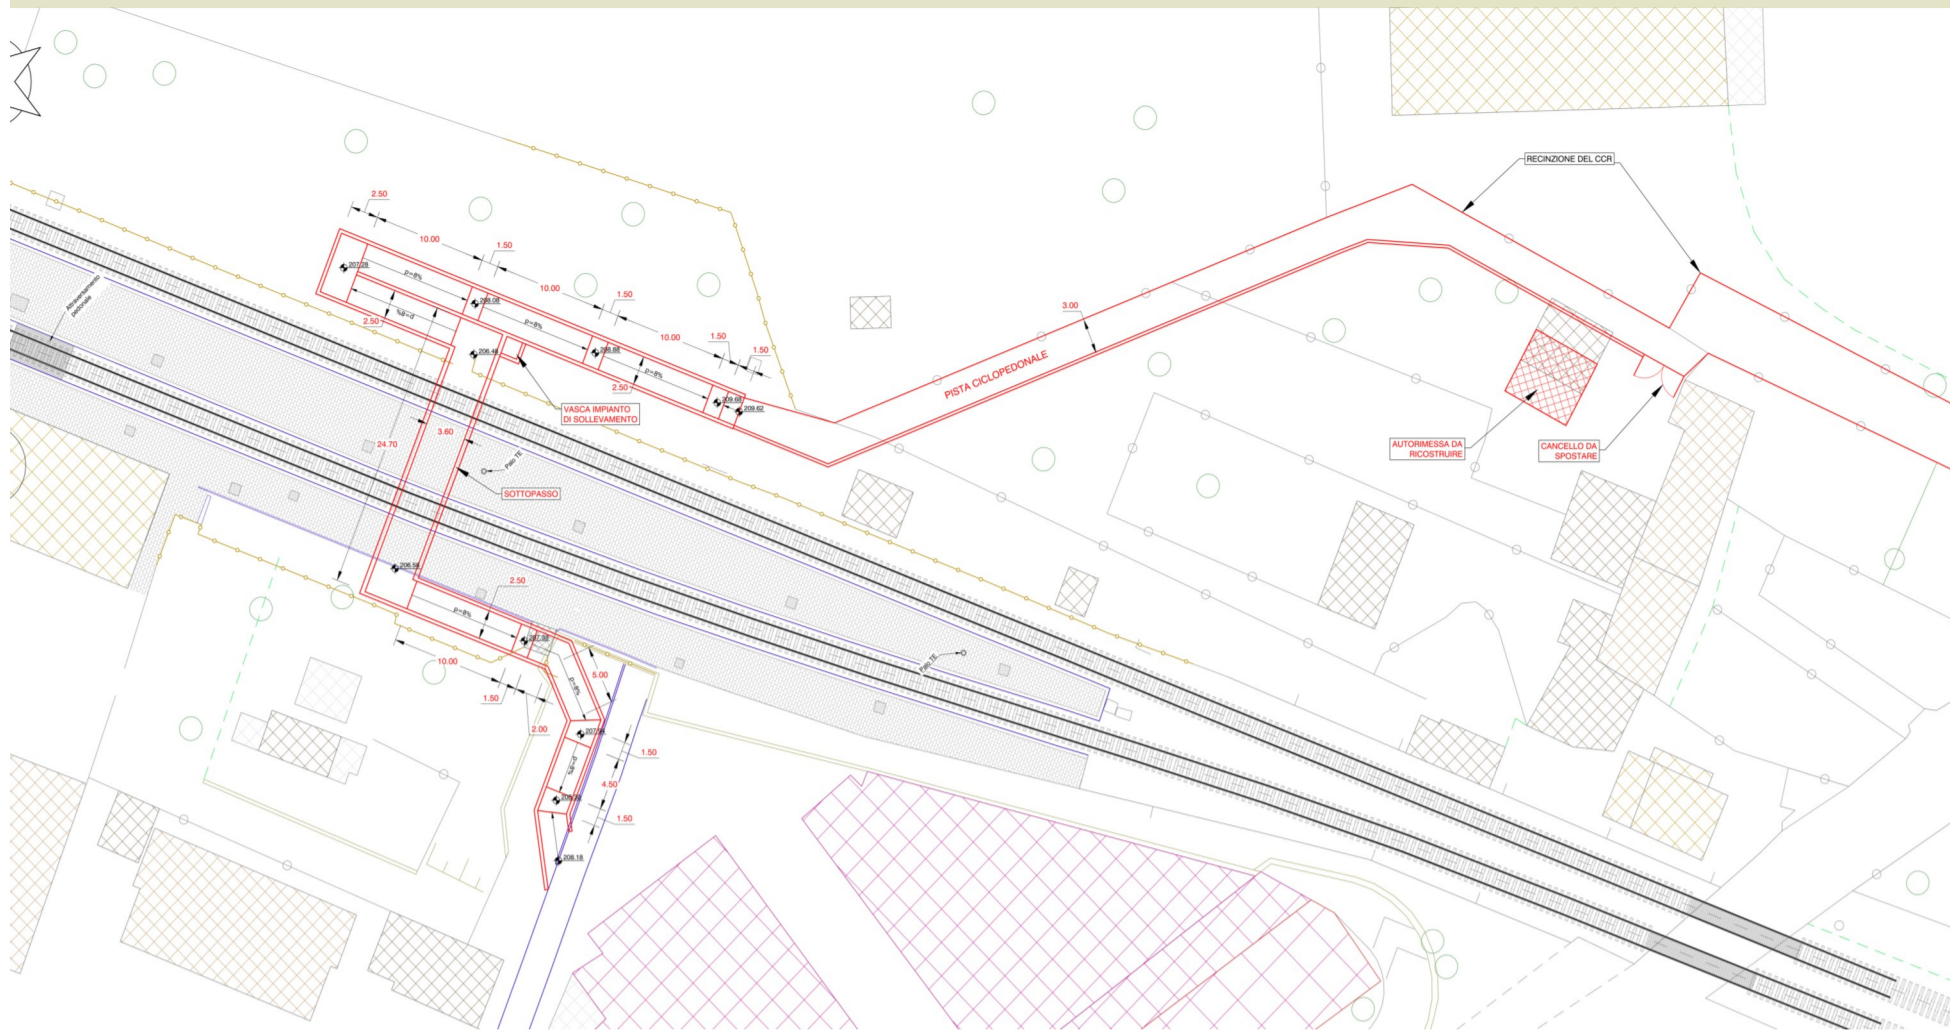 RECINZIONE DEL CCR
2.50
10.00
1.50
Attraversamento
pedonale
207.28
p=8%
208.08
10.00
1.50
2.50
p=8%
p=8%
10.00
3.00
206.48
208.88
1.50
1.50
p=8%
2.50
PISTA CICLOPEDONALE
209.68
209.62
VASCA IMPIANTO
DI SOLLEVAMENTO
24.70
3.60
AUTORIMESSA DA
RICOSTRUIRE
CANCELLO DA
SPOSTARE
Palo TE
SOTTOPASSO
206.58
2.50
p=8%
10.00
5.00
Palo TE
p=8%
1.50
2.00
1.50
p=8%
4.50
1.50
208.18